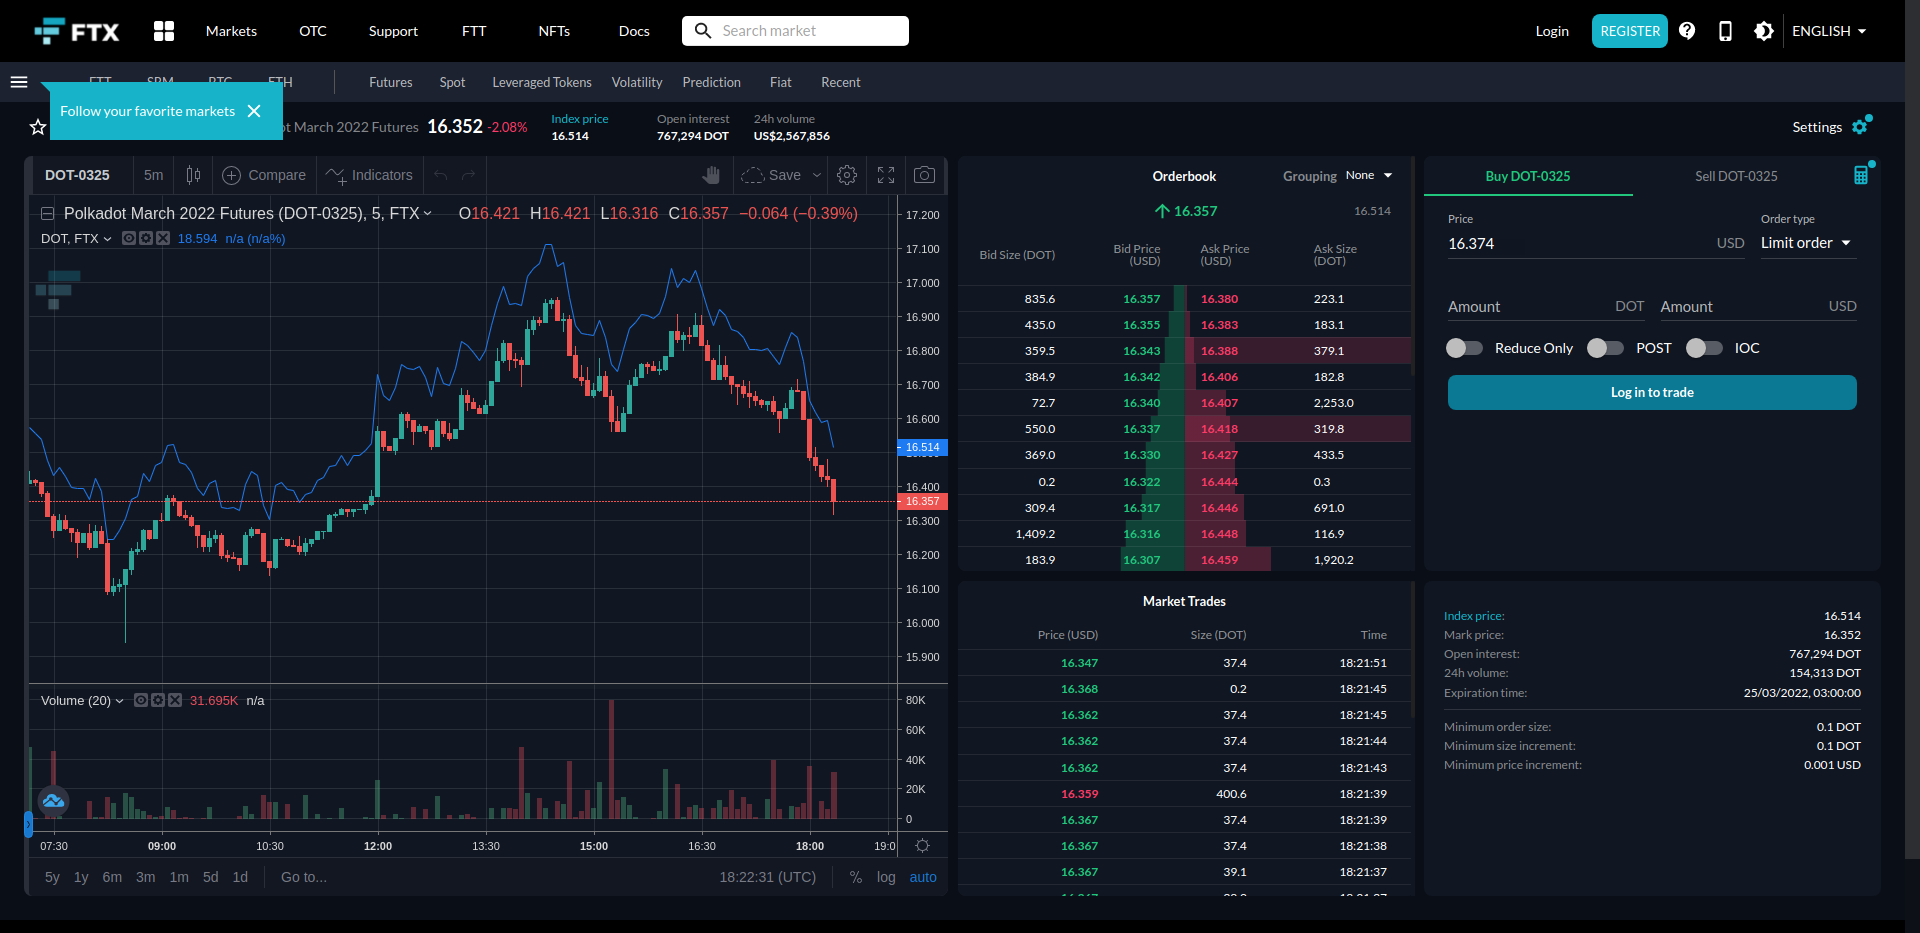 FTX Markets OTC Support FTT NFTs Docs Search market Login REGISTER ENGLISH
FTT SRM BTC ETH Futures Spot Leveraged Tokens Volatility Prediction Fiat Recent
Follow your favorite markets
March 2022 Futures 16.352 -2.08%
Index price
16.514
Open interest
767,294 DOT
24h volume
US$2,567,856
Settings
DOT-0325 5m Compare Indicators Save
Polkadot March 2022 Futures (DOT-0325), 5, FTX O16.421 H16.421 L16.316 C16.357 −0.064 (−0.39%)
DOT, FTX 18.594 n/a (n/a%)
17.200
17.100
17.000
16.900
16.800
16.700
16.600
16.514
16.400
16.357
16.300
16.200
16.100
16.000
15.900
Volume (20) 31.695K n/a
80K
60K
40K
20K
0
07:30 09:00 10:30 12:00 13:30 15:00 16:30 18:00 19:0
5y 1y 6m 3m 1m 5d 1d Go to... 18:22:31 (UTC) % log auto
Orderbook Grouping None
16.357 16.514
Bid Size (DOT) Bid Price (USD) Ask Price (USD) Ask Size (DOT)
835.6 16.357 16.380 223.1
435.0 16.355 16.383 183.1
359.5 16.343 16.388 379.1
384.9 16.342 16.406 182.8
72.7 16.340 16.407 2,253.0
550.0 16.337 16.418 319.8
369.0 16.330 16.427 433.5
0.2 16.322 16.444 0.3
309.4 16.317 16.446 691.0
1,409.2 16.316 16.448 116.9
183.9 16.307 16.459 1,920.2
Market Trades
Price (USD) Size (DOT) Time
16.347 37.4 18:21:51
16.368 0.2 18:21:45
16.362 37.4 18:21:45
16.362 37.4 18:21:44
16.362 37.4 18:21:43
16.359 400.6 18:21:39
16.367 37.4 18:21:39
16.367 37.4 18:21:38
16.367 39.1 18:21:37
Buy DOT-0325 Sell DOT-0325
Price Order type
16.374 USD Limit order
Amount DOT Amount USD
Reduce Only POST IOC
Log in to trade
Index price: 16.514
Mark price: 16.352
Open interest: 767,294 DOT
24h volume: 154,313 DOT
Expiration time: 25/03/2022, 03:00:00
Minimum order size: 0.1 DOT
Minimum size increment: 0.1 DOT
Minimum price increment: 0.001 USD